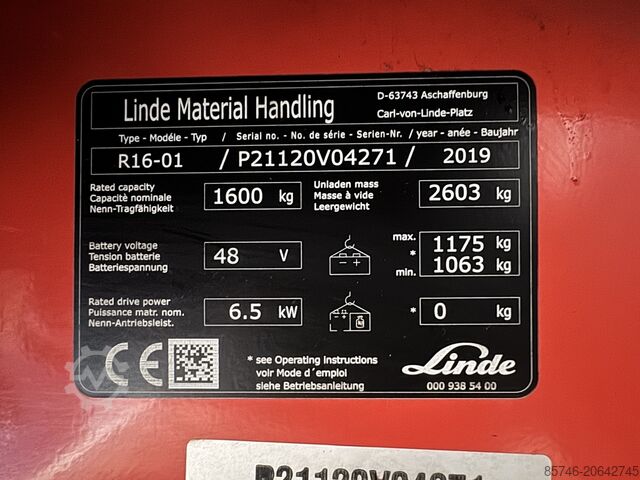 Linde Material Handling
D-63743 Aschaffenburg
Carl-von-Linde-Platz
Type - Modéle - Typ / Serial no. - No. de série - Serien-Nr. / year - anée - Baujahr
R16-01 / P21120V04271 / 2019
Rated capacity
Capacité nominale
Nenn-Tragfähigkeit
1600 kg
Unladen mass
Masse à vide
Leergewicht
2603 kg
Battery voltage
Tension batterie
Batteriespannung
48 V
max. 1175 kg
*
min. 1063 kg
Rated drive power
Puissance matr. nom.
Nenn-Antriebsleist.
6.5 kW
* 0 kg
CE
* see Operating instructions
voir Mode d´emploi
siehe Betriebsanleitung
Linde
000 938 54 00
P21120V04271
85746-20642745